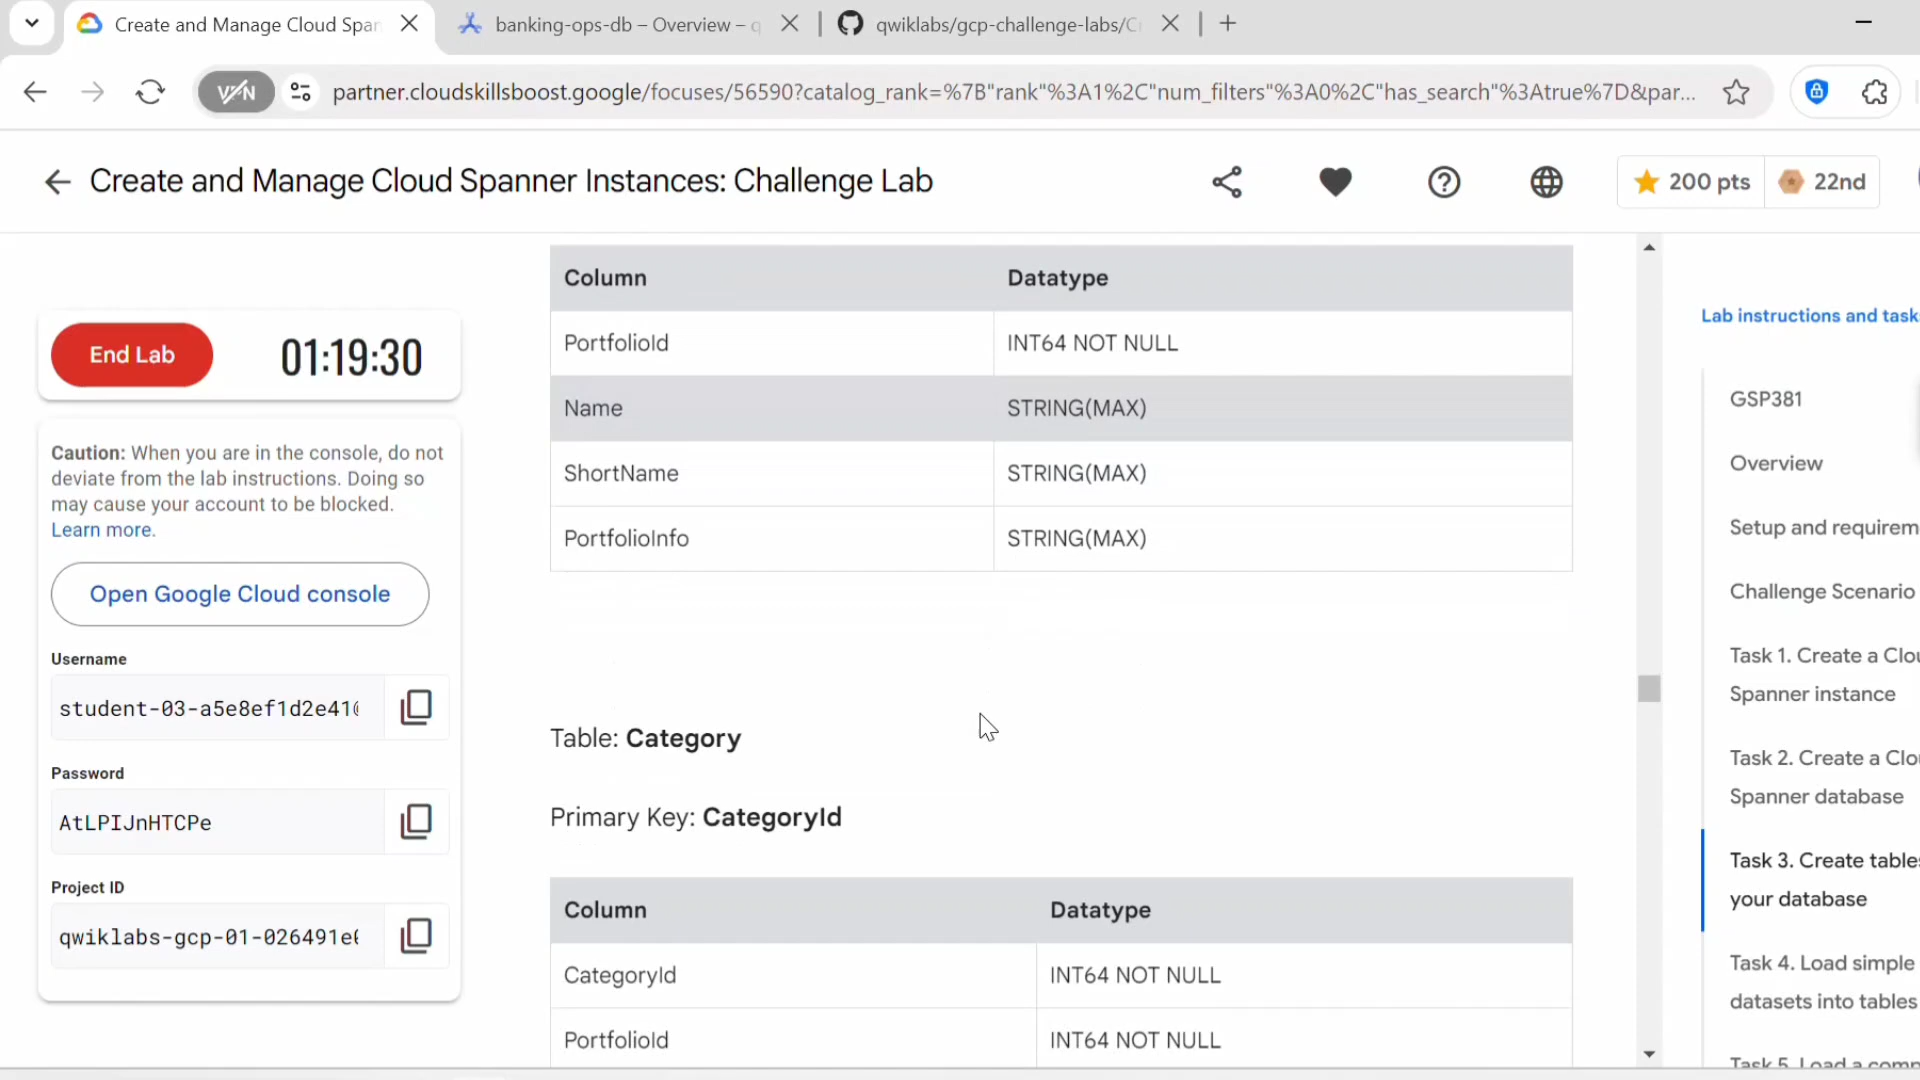 Create and Manage Cloud Span
banking-ops-db – Overview – q
qwiklabs/gcp-challenge-labs/C
VPN
partner.cloudskillsboost.google/focuses/56590?catalog_rank=%7B"rank"%3A1%2C"num_filters"%3A0%2C"has_search"%3Atrue%7D&par...
Create and Manage Cloud Spanner Instances: Challenge Lab
200 pts
22nd
End Lab
01:19:30
Caution: When you are in the console, do not
deviate from the lab instructions. Doing so
may cause your account to be blocked.
Learn more.
Open Google Cloud console
Username
student-03-a5e8ef1d2e41
Password
AtLPIJnHTCPe
Project ID
qwiklabs-gcp-01-026491e
Column Datatype
PortfolioId INT64 NOT NULL
Name STRING(MAX)
ShortName STRING(MAX)
PortfolioInfo STRING(MAX)
Table: Category
Primary Key: CategoryId
Column Datatype
CategoryId INT64 NOT NULL
PortfolioId INT64 NOT NULL
Lab instructions and task
GSP381
Overview
Setup and requirem
Challenge Scenario
Task 1. Create a Clou
Spanner instance
Task 2. Create a Clo
Spanner database
Task 3. Create table
your database
Task 4. Load simple
datasets into tables
Task 5. Load a comp